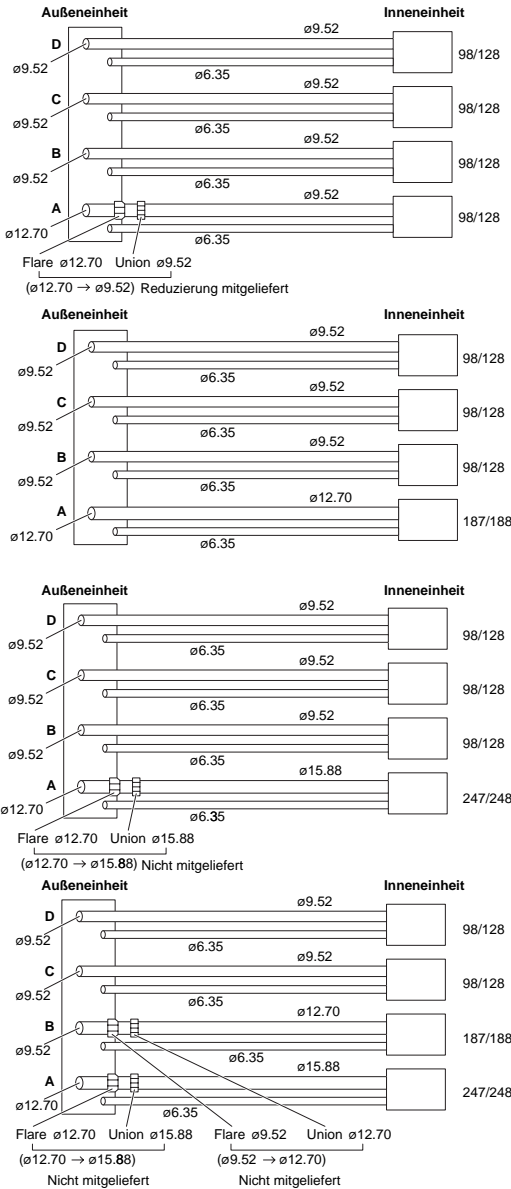 Außeneinheit Inneneinheit
ø9.52
D 98/128
ø9.52 ø6.35
ø9.52
C 98/128
ø9.52 ø6.35
ø9.52
B 98/128
ø9.52 ø6.35
ø9.52
A 98/128
ø12.70 ø6.35
Flare ø12.70 Union ø9.52
(ø12.70 → ø9.52) Reduzierung mitgeliefert
Außeneinheit Inneneinheit
ø9.52
D 98/128
ø9.52 ø6.35
ø9.52
C 98/128
ø9.52 ø6.35
ø9.52
B 98/128
ø9.52 ø6.35
ø12.70
A 187/188
ø12.70 ø6.35
Außeneinheit Inneneinheit
ø9.52
D 98/128
ø9.52 ø6.35
ø9.52
C 98/128
ø9.52 ø6.35
ø9.52
B 98/128
ø9.52 ø6.35
ø15.88
A 247/248
ø12.70 ø6.35
Flare ø12.70 Union ø15.88
(ø12.70 → ø15.88) Nicht mitgeliefert
Außeneinheit Inneneinheit
ø9.52
D 98/128
ø9.52 ø6.35
ø9.52
C 98/128
ø9.52 ø6.35
ø12.70
B 187/188
ø9.52 ø6.35
ø15.88
A 247/248
ø12.70 ø6.35
Flare ø12.70 Union ø15.88 Flare ø9.52 Union ø12.70
(ø12.70 → ø15.88) (ø9.52 → ø12.70)
Nicht mitgeliefert Nicht mitgeliefert